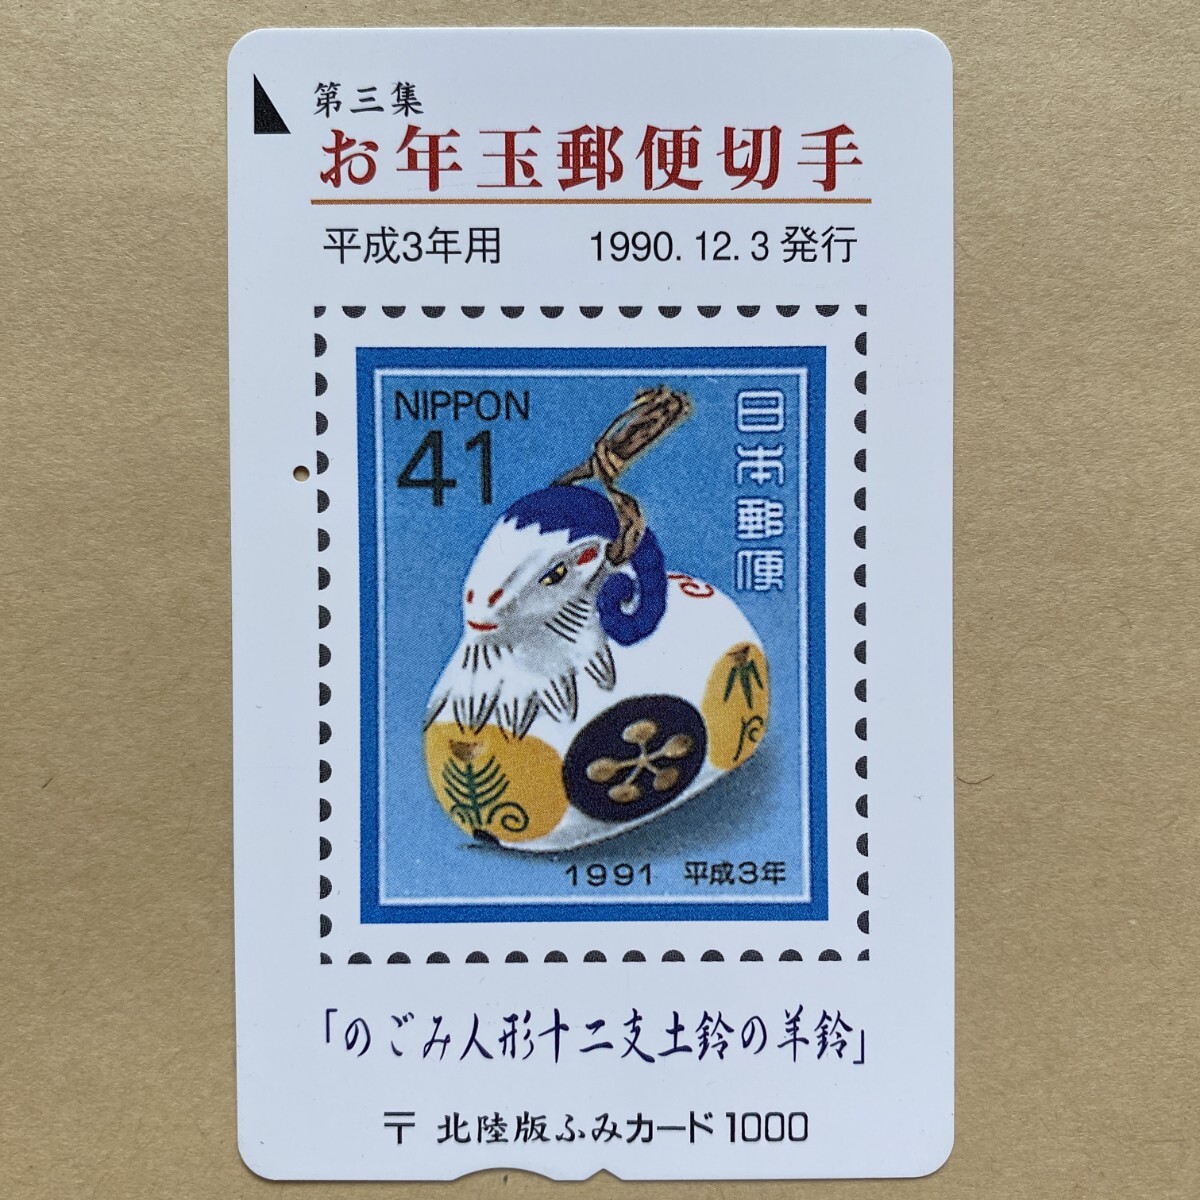 第三集
お年玉郵便切手
平成3年用 1990.12.3発行
NIPPON
41
日本郵便
1991 平成3年
「のごみ人形十二支土鈴の羊鈴」
〒 北陸版ふみカード1000